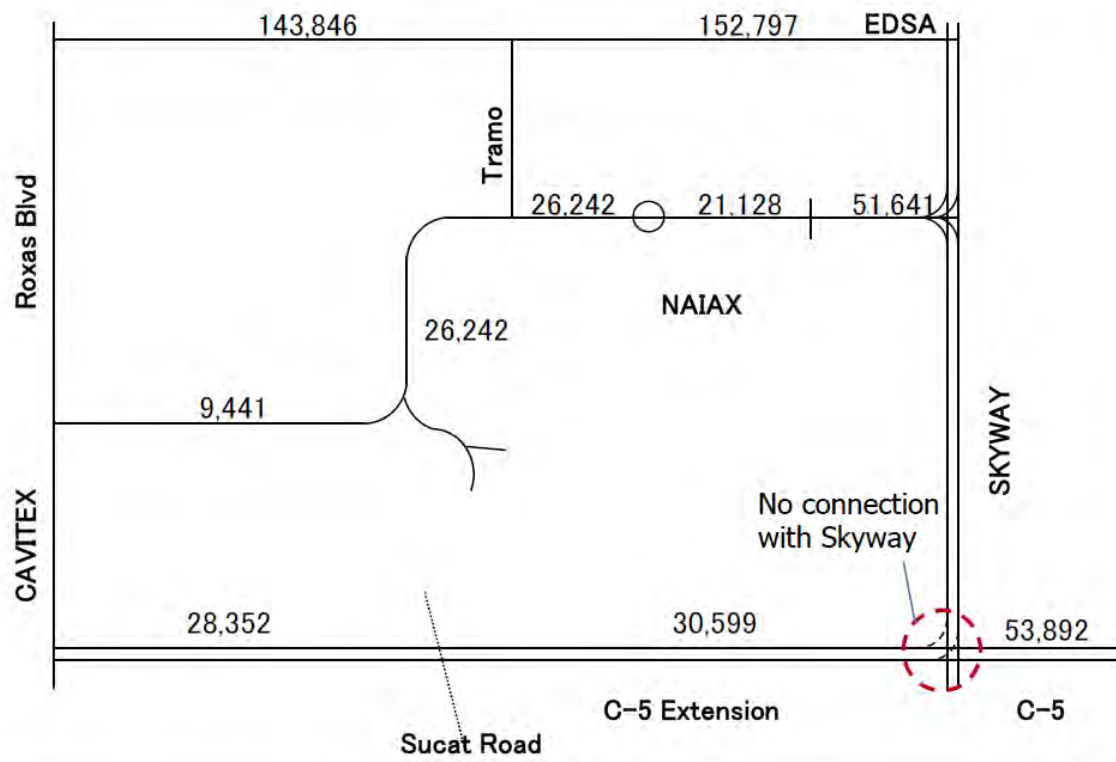 143,846
152,797
EDSA
Tramo
Roxas Blvd
26,242
21,128
51,641
NAIAX
26,242
9,441
SKYWAY
No connection
with Skyway
CAVITEX
28,352
30,599
53,892
C-5 Extension
C-5
Sucat Road